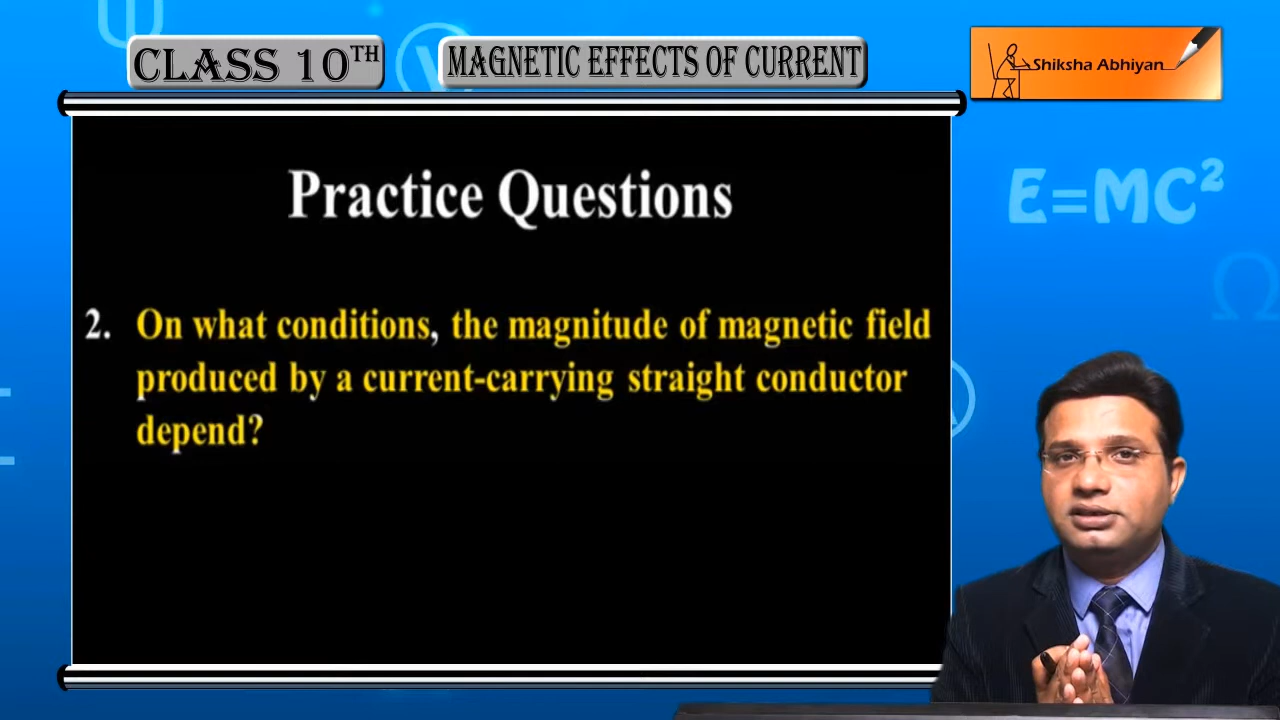 CLASS 10TH
MAGNETIC EFFECTS OF CURRENT
Shiksha Abhiyan
E=MC²
Practice Questions
2. On what conditions, the magnitude of magnetic field
produced by a current-carrying straight conductor
depend?
Ω
V